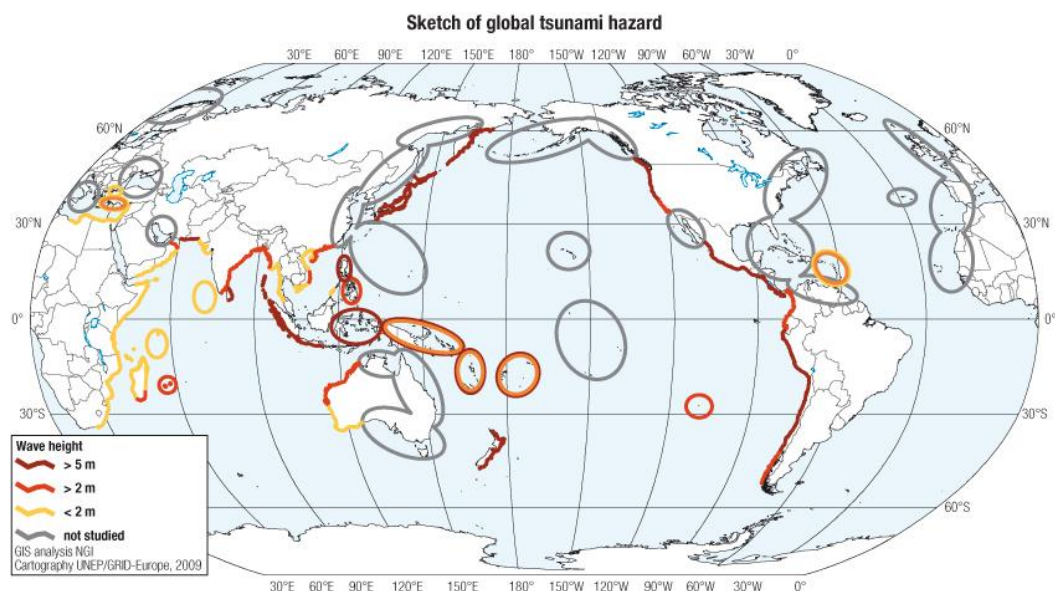 Sketch of global tsunami hazard
30°E 60°E 90°E 120°E 150°E 180° 150°W 120°W 90°W 60°W 30°W 0°
60°N 60°N
30°N 30°N
0° 0°
30°S 30°S
60°S
Wave height
> 5 m
> 2 m
< 2 m
not studied
GIS analysis NGI
Cartography UNEP/GRID-Europe, 2009
30°E 60°E 90°E 120°E 150°E 180° 150°W 120°W 90°W 60°W 30°W 0°